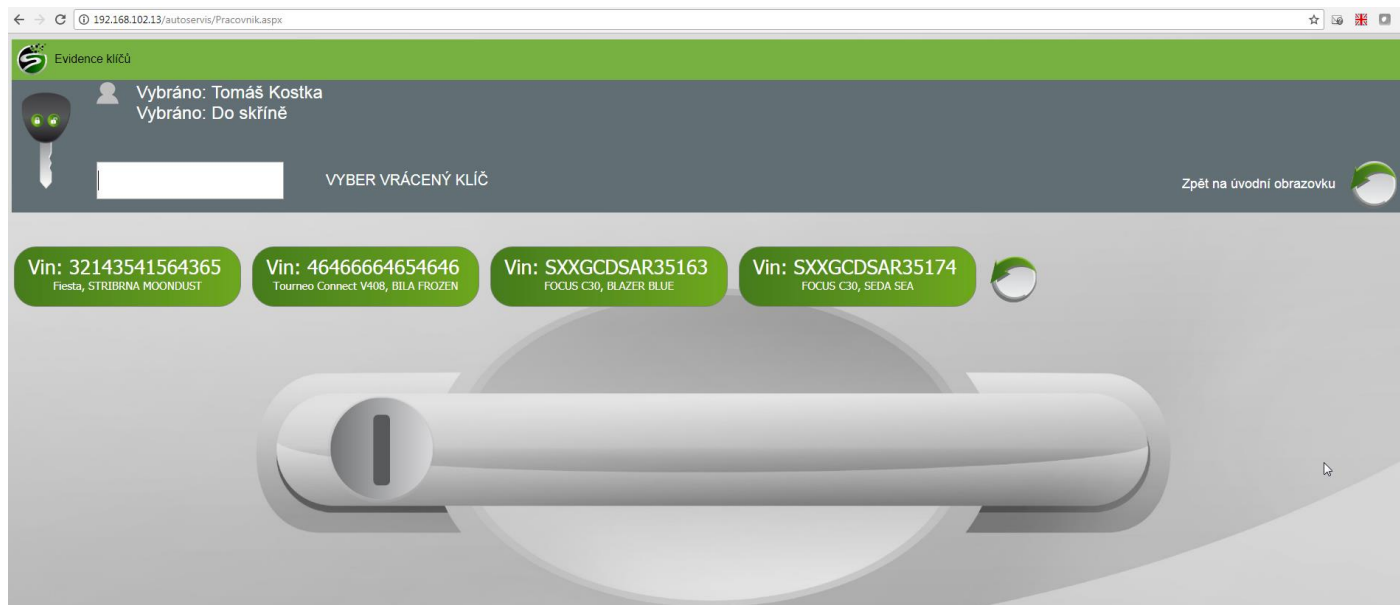 192.168.102.13/autoservis/Pracovnik.aspx
Evidence klíčů
Vybráno: Tomáš Kostka
Vybráno: Do skříně
VYBER VRÁCENÝ KLÍČ
Zpět na úvodní obrazovku
Vin: 32143541564365
Fiesta, STRIBRNA MOONDUST
Vin: 46466664654646
Tourneo Connect V408, BILA FROZEN
Vin: SXXGCDSAR35163
FOCUS C30, BLAZER BLUE
Vin: SXXGCDSAR35174
FOCUS C30, SEDA SEA